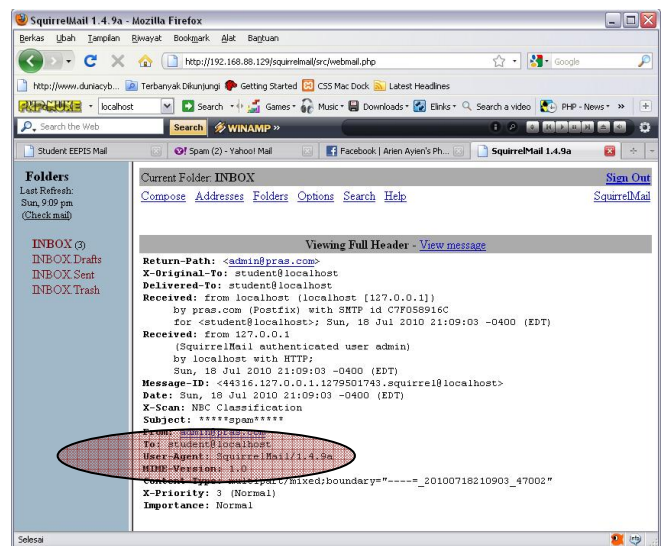 SquirrelMail 1.4.9a - Mozilla Firefox
Berkas Ubah Tampilan Riwayat Bookmark Alat Bantuan
http://192.168.88.129/squirrelmail/src/webmail.php
Google
http://www.duniacyb... Terbanyak Dikunjungi Getting Started CSS Mac Dock Latest Headlines
localhost Search Games Music Downloads Elinks Search a video PHP - News
Search the Web Search WINAMP »
Student EEPIS Mail Spam (2) - Yahoo! Mail Facebook | Arien Ayien's Ph... SquirrelMail 1.4.9a
Folders
Last Refresh:
Sun, 9:09 pm
(Check mail)
INBOX (3)
INBOX.Drafts
INBOX.Sent
INBOX.Trash
Current Folder: INBOX Sign Out
Compose Addresses Folders Options Search Help SquirrelMail
Viewing Full Header - View message
Return-Path: <admin@pras.com>
X-Original-To: student@localhost
Delivered-To: student@localhost
Received: from localhost (localhost [127.0.0.1])
by pras.com (Postfix) with SMTP id C7F058916C
for <student@localhost>; Sun, 18 Jul 2010 21:09:03 -0400 (EDT)
Received: from 127.0.0.1
(SquirrelMail authenticated user admin)
by localhost with HTTP;
Sun, 18 Jul 2010 21:09:03 -0400 (EDT)
Message-ID: <44316.127.0.0.1.1279501743.squirrel@localhost>
Date: Sun, 18 Jul 2010 21:09:03 -0400 (EDT)
X-Scan: NBC Classification
Subject: *****spam*****
From: admin@pras.com
To: student@localhost
User-Agent: SquirrelMail/1.4.9a
MIME-Version: 1.0
Content-Type: multipart/mixed;boundary="----=_20100718210903_47002"
X-Priority: 3 (Normal)
Importance: Normal
Selesai